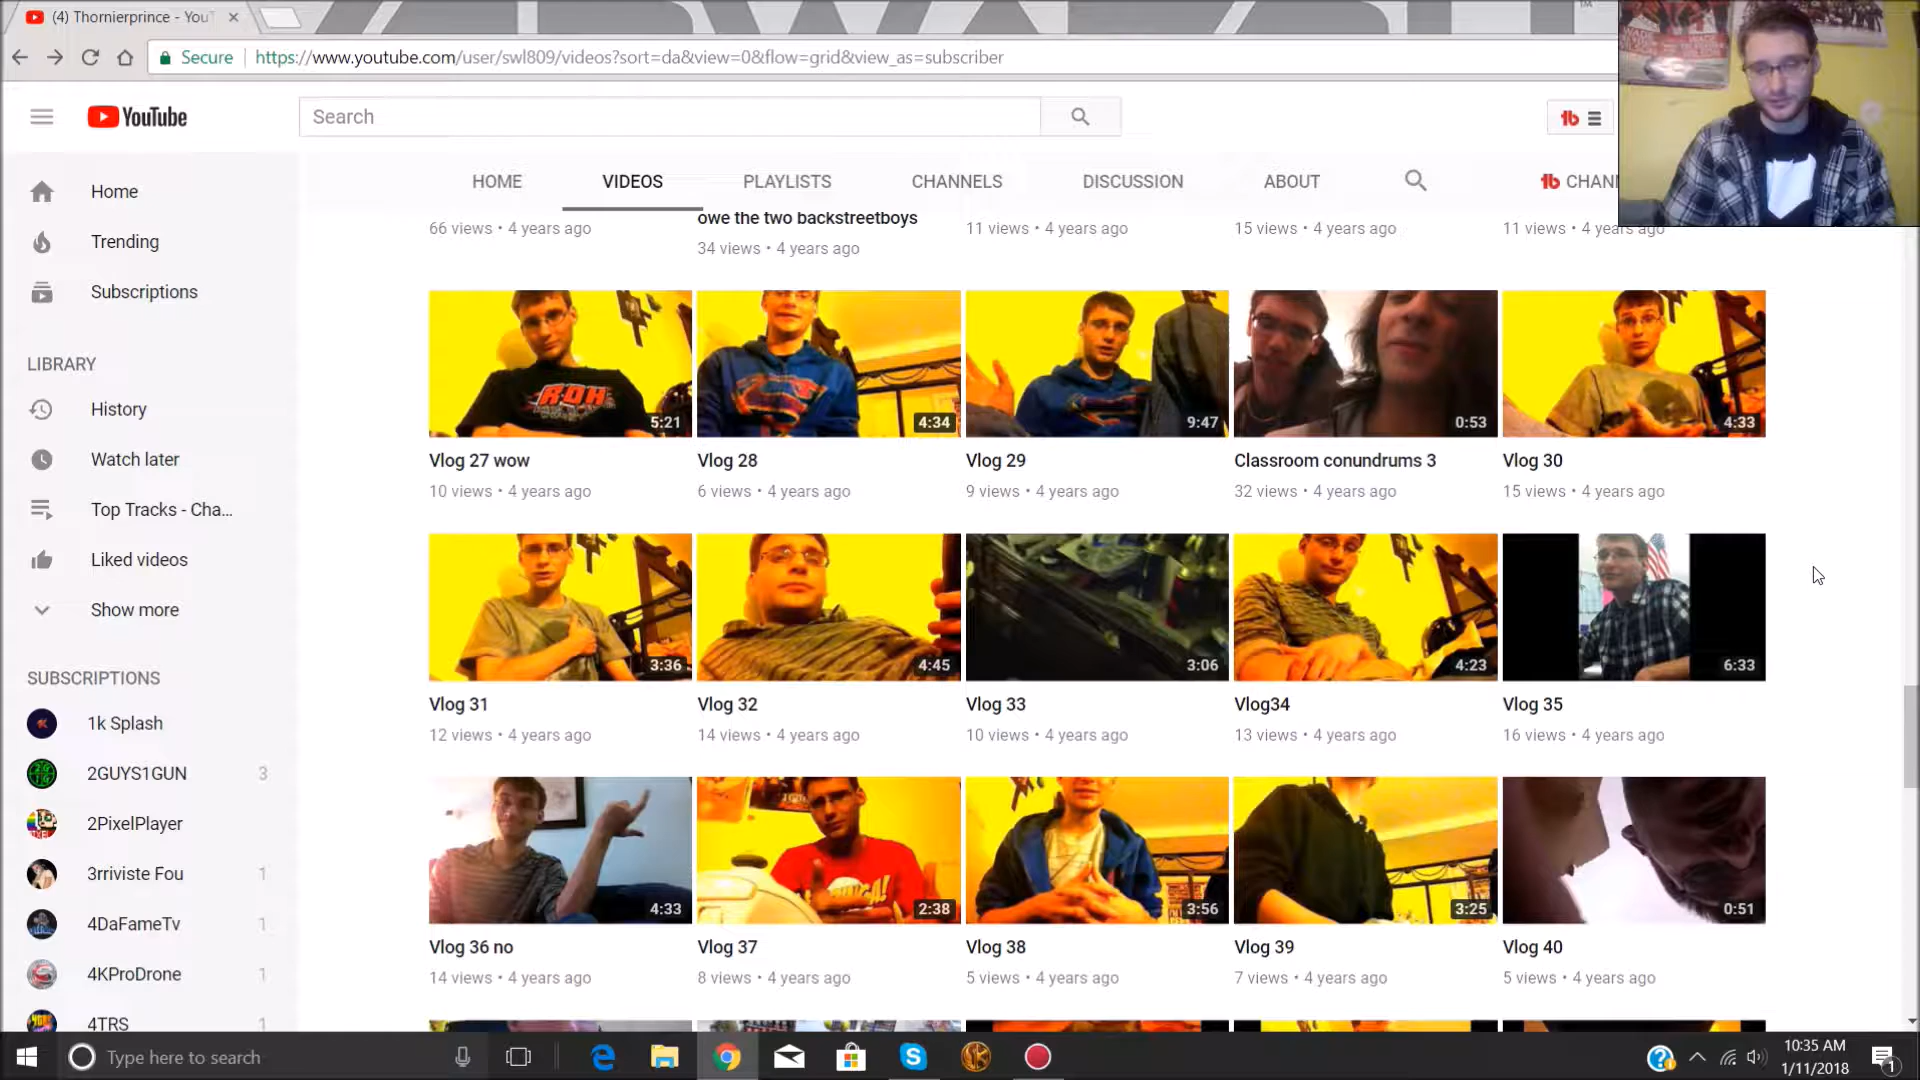 (4) Thornierprince - YouT
Secure
https://www.youtube.com/user/swl809/videos?sort=da&view=0&flow=grid&view_as=subscriber
YouTube
Search
HOME VIDEOS PLAYLISTS CHANNELS DISCUSSION ABOUT CHANN
owe the two backstreetboys
66 views • 4 years ago
34 views • 4 years ago
11 views • 4 years ago
15 views • 4 years ago
11 views • 4 years ago
Home
Trending
Subscriptions
LIBRARY
History
Watch later
Top Tracks - Cha...
Liked videos
Show more
SUBSCRIPTIONS
1k Splash
2GUYS1GUN 3
2PixelPlayer
3rriviste Fou 1
4DaFameTv 1
4KProDrone 1
4TRS 1
ROH
5:21 4:34 9:47 0:53 4:33
Vlog 27 wow
10 views • 4 years ago
Vlog 28
6 views • 4 years ago
Vlog 29
9 views • 4 years ago
Classroom conundrums 3
32 views • 4 years ago
Vlog 30
15 views • 4 years ago
3:36 4:45 3:06 4:23 6:33
Vlog 31
12 views • 4 years ago
Vlog 32
14 views • 4 years ago
Vlog 33
10 views • 4 years ago
Vlog34
13 views • 4 years ago
Vlog 35
16 views • 4 years ago
4:33 2:38 3:56 3:25 0:51
Vlog 36 no
14 views • 4 years ago
Vlog 37
8 views • 4 years ago
Vlog 38
5 views • 4 years ago
Vlog 39
7 views • 4 years ago
Vlog 40
5 views • 4 years ago
Type here to search
10:35 AM
1/11/2018
1